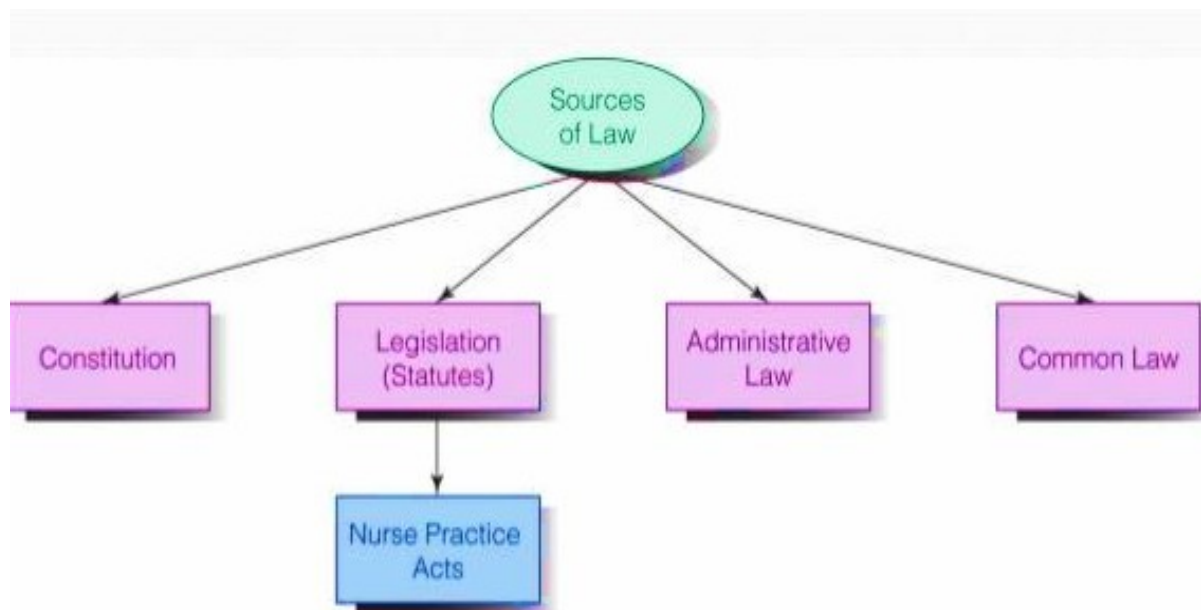 Sources
of Law
Constitution
Legislation
(Statutes)
Administrative
Law
Common Law
Nurse Practice
Acts